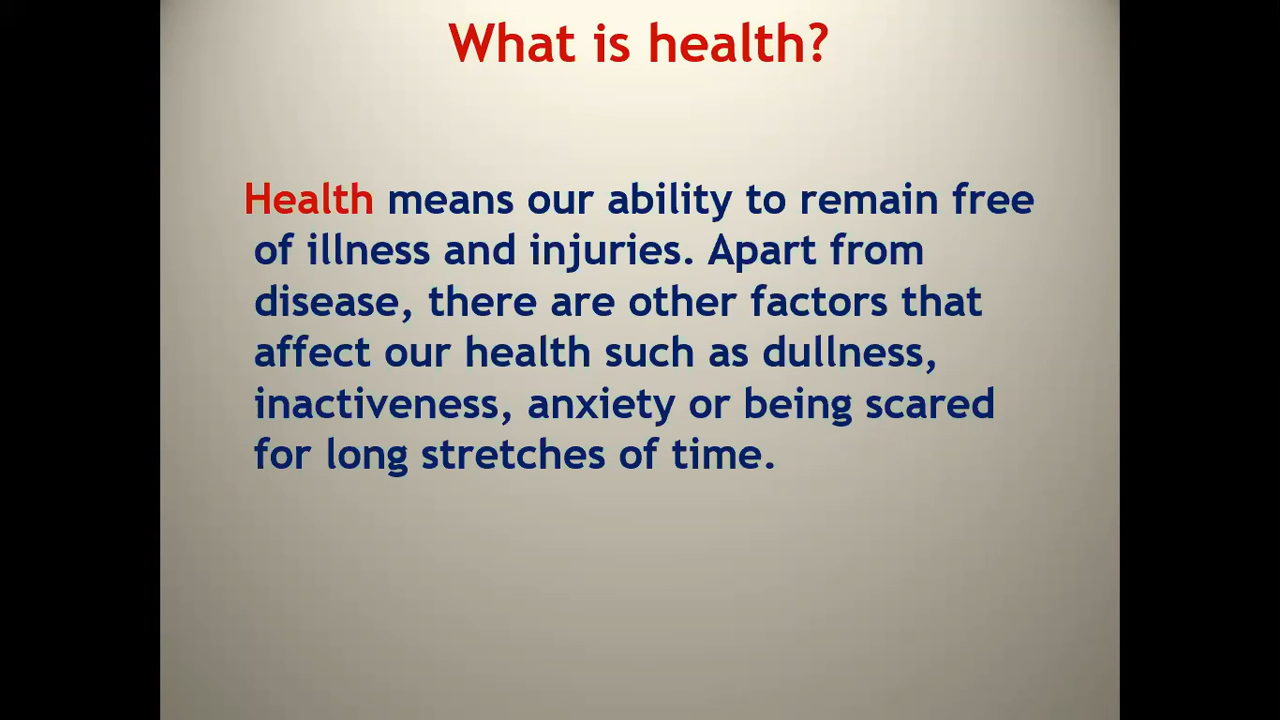 What is health?
Health means our ability to remain free
of illness and injuries. Apart from
disease, there are other factors that
affect our health such as dullness,
inactiveness, anxiety or being scared
for long stretches of time.